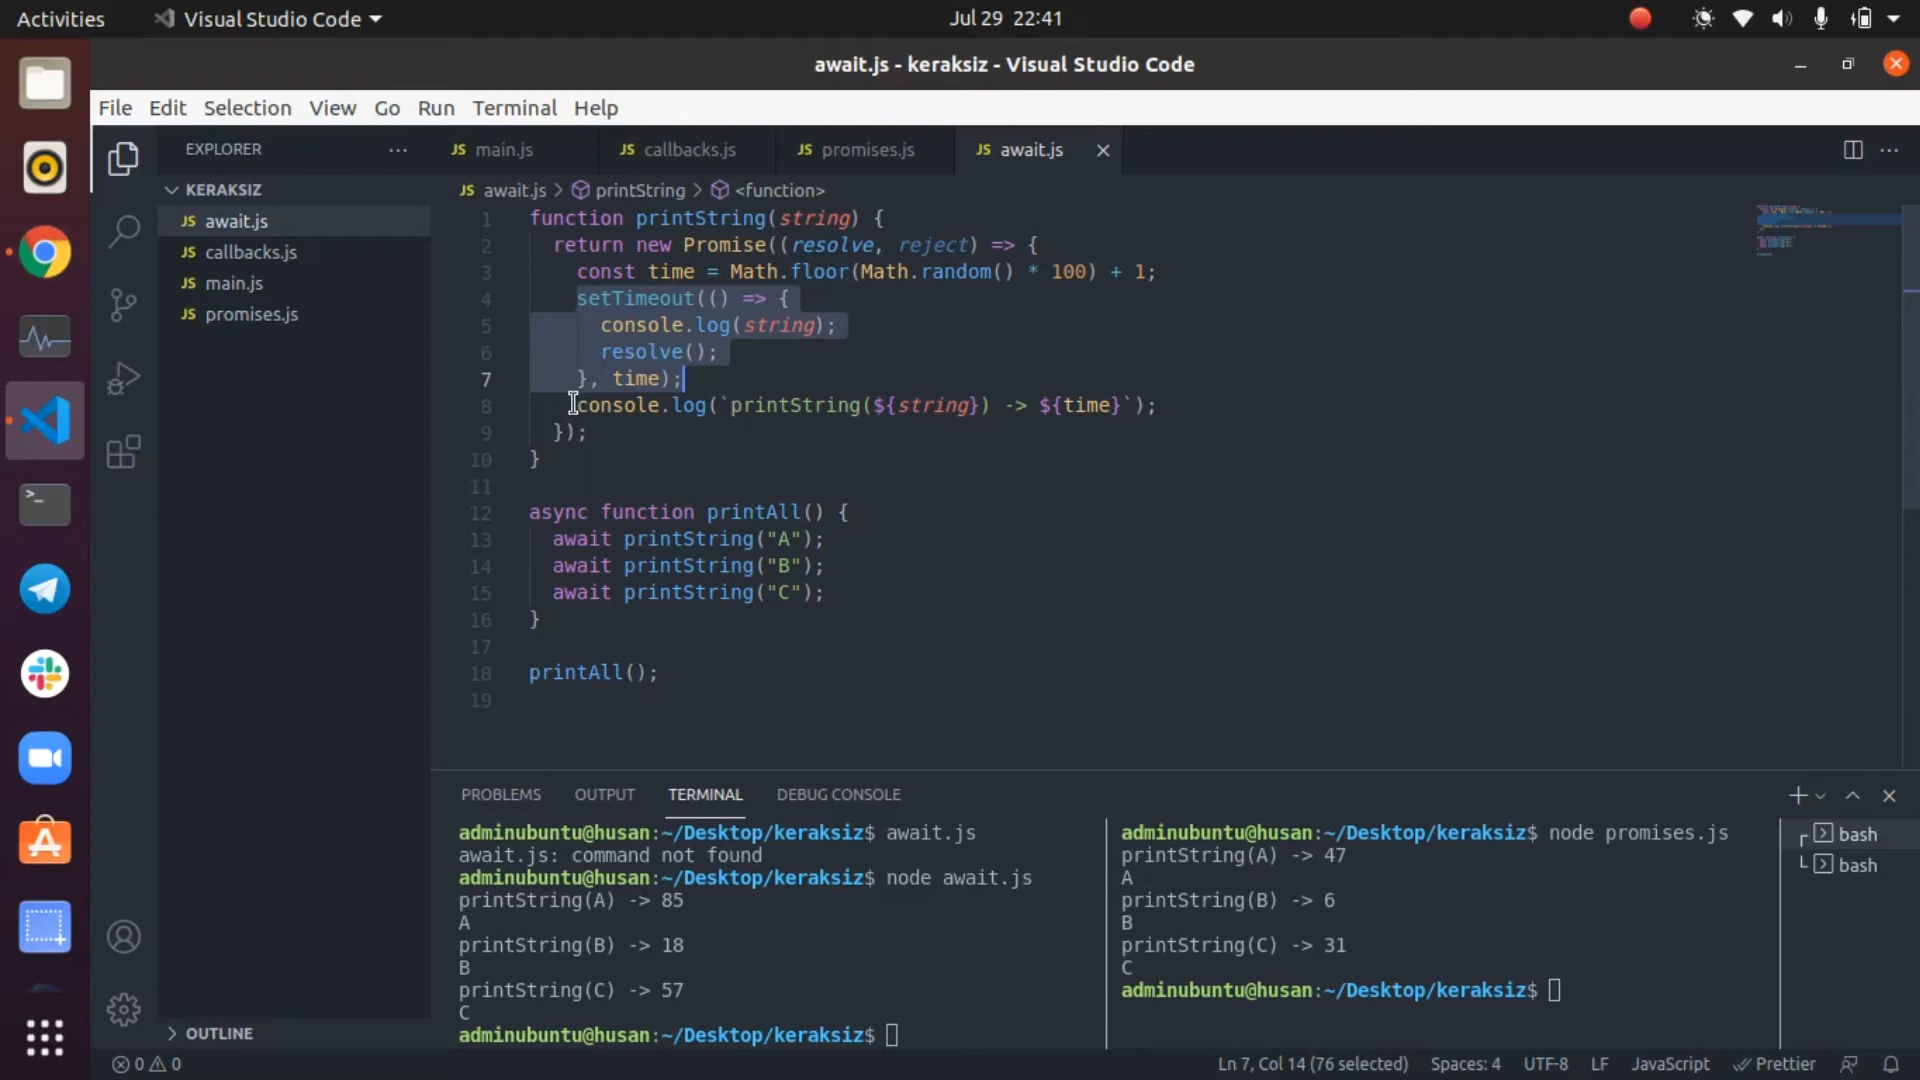 Activities
Visual Studio Code
Jul 29 22:41
await.js - keraksiz - Visual Studio Code
File Edit Selection View Go Run Terminal Help
EXPLORER
KERAKSIZ
JS await.js
JS callbacks.js
JS main.js
JS promises.js
OUTLINE
JS main.js
JS callbacks.js
JS promises.js
JS await.js
JS await.js > printString > <function>
1 function printString(string) {
2 return new Promise((resolve, reject) => {
3 const time = Math.floor(Math.random() * 100) + 1;
4 setTimeout(() => {
5 console.log(string);
6 resolve();
7 }, time);
8 console.log(`printString(${string}) -> ${time}`);
9 });
10 }
11
12 async function printAll() {
13 await printString("A");
14 await printString("B");
15 await printString("C");
16 }
17
18 printAll();
19
PROBLEMS OUTPUT TERMINAL DEBUG CONSOLE
adminubuntu@husan:~/Desktop/keraksiz$ await.js
await.js: command not found
adminubuntu@husan:~/Desktop/keraksiz$ node await.js
printString(A) -> 85
A
printString(B) -> 18
B
printString(C) -> 57
C
adminubuntu@husan:~/Desktop/keraksiz$
adminubuntu@husan:~/Desktop/keraksiz$ node promises.js
printString(A) -> 47
A
printString(B) -> 6
B
printString(C) -> 31
C
adminubuntu@husan:~/Desktop/keraksiz$
bash
bash
0 0
Ln 7, Col 14 (76 selected) Spaces: 4 UTF-8 LF JavaScript Prettier